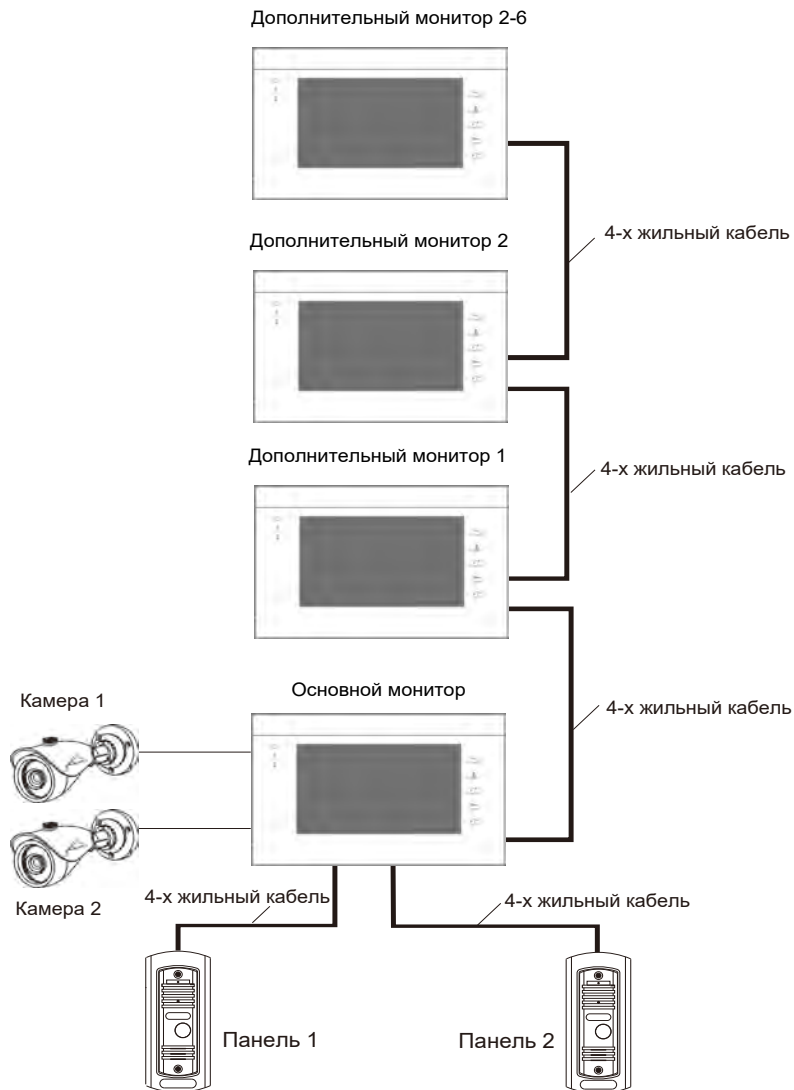 Дополнительный монитор 2-6
4-х жильный кабель
Дополнительный монитор 2
Дополнительный монитор 1
4-х жильный кабель
Основной монитор
Камера 1
4-х жильный кабель
Камера 2
4-х жильный кабель
4-х жильный кабель
Панель 1
Панель 2